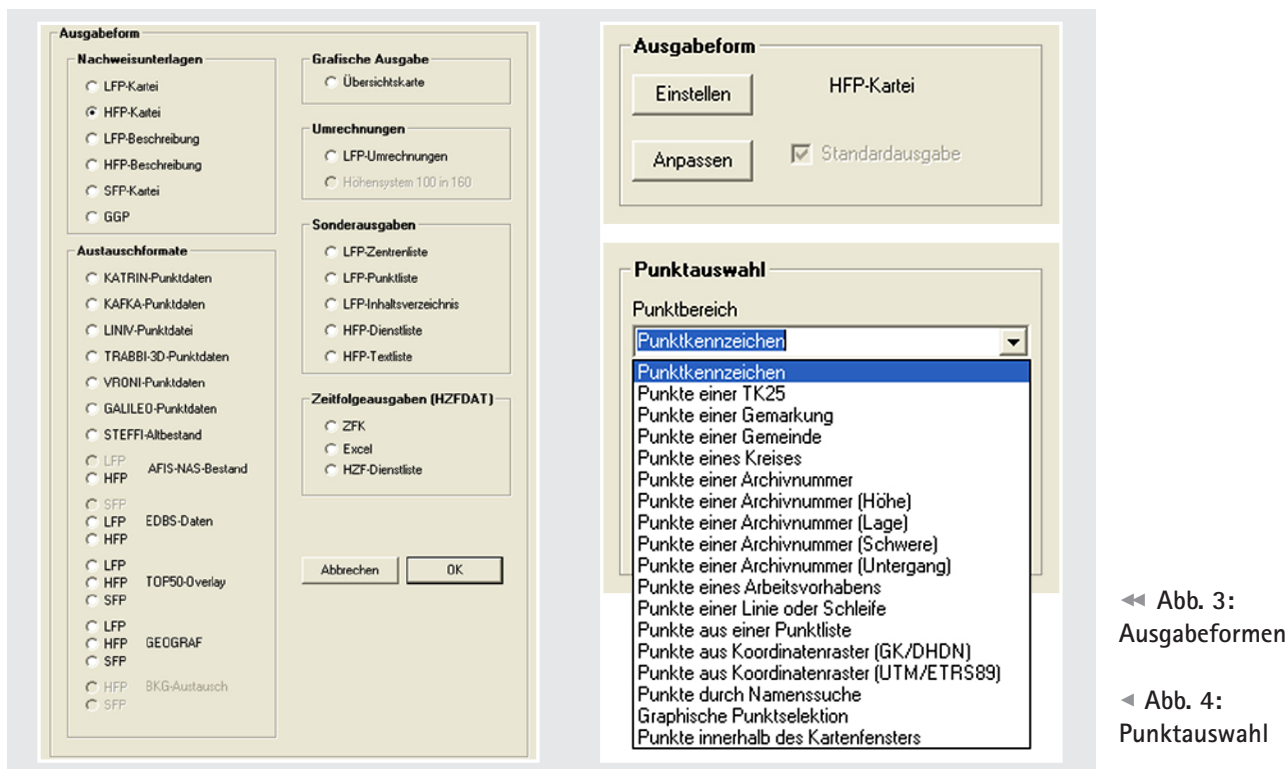 Ausgabeform
Nachweisunterlagen
LFP-Kartei
HFP-Kartei
LFP-Beschreibung
HFP-Beschreibung
SFP-Kartei
GGP
Austauschformate
KATRIN-Punktdaten
KAFKA-Punktdaten
LINIV-Punktdatei
TRABBI-3D-Punktdaten
VRONI-Punktdaten
GALILEO-Punktdaten
STEFFI-Altbestand
LFP
HFP
AFIS-NAS-Bestand
SFP
LFP
HFP
EDBS-Daten
LFP
HFP
SFP
TOP50-Overlay
LFP
HFP
SFP
GEOGRAF
HFP
SFP
BKG-Austausch
Grafische Ausgabe
Übersichtskarte
Umrechnungen
LFP-Umrechnungen
Höhensystem 100 in 160
Sonderausgaben
LFP-Zentrenliste
LFP-Punktliste
LFP-Inhaltsverzeichnis
HFP-Dienstliste
HFP-Textliste
Zeitfolgeausgaben (HZFDAT)
ZFK
Excel
HZF-Dienstliste
Abbrechen
OK
Ausgabeform
Einstellen
HFP-Kartei
Anpassen
Standardausgabe
Punktauswahl
Punktbereich
Punktkennzeichen
Punktkennzeichen
Punkte einer TK25
Punkte einer Gemarkung
Punkte einer Gemeinde
Punkte eines Kreises
Punkte einer Archivnummer
Punkte einer Archivnummer (Höhe)
Punkte einer Archivnummer (Lage)
Punkte einer Archivnummer (Schwere)
Punkte einer Archivnummer (Untergang)
Punkte eines Arbeitsvorhabens
Punkte einer Linie oder Schleife
Punkte aus einer Punktliste
Punkte aus Koordinatenraster (GK/DHDN)
Punkte aus Koordinatenraster (UTM/ETRS89)
Punkte durch Namenssuche
Graphische Punktselektion
Punkte innerhalb des Kartenfensters
Abb. 3:
Ausgabeformen
Abb. 4:
Punktauswahl